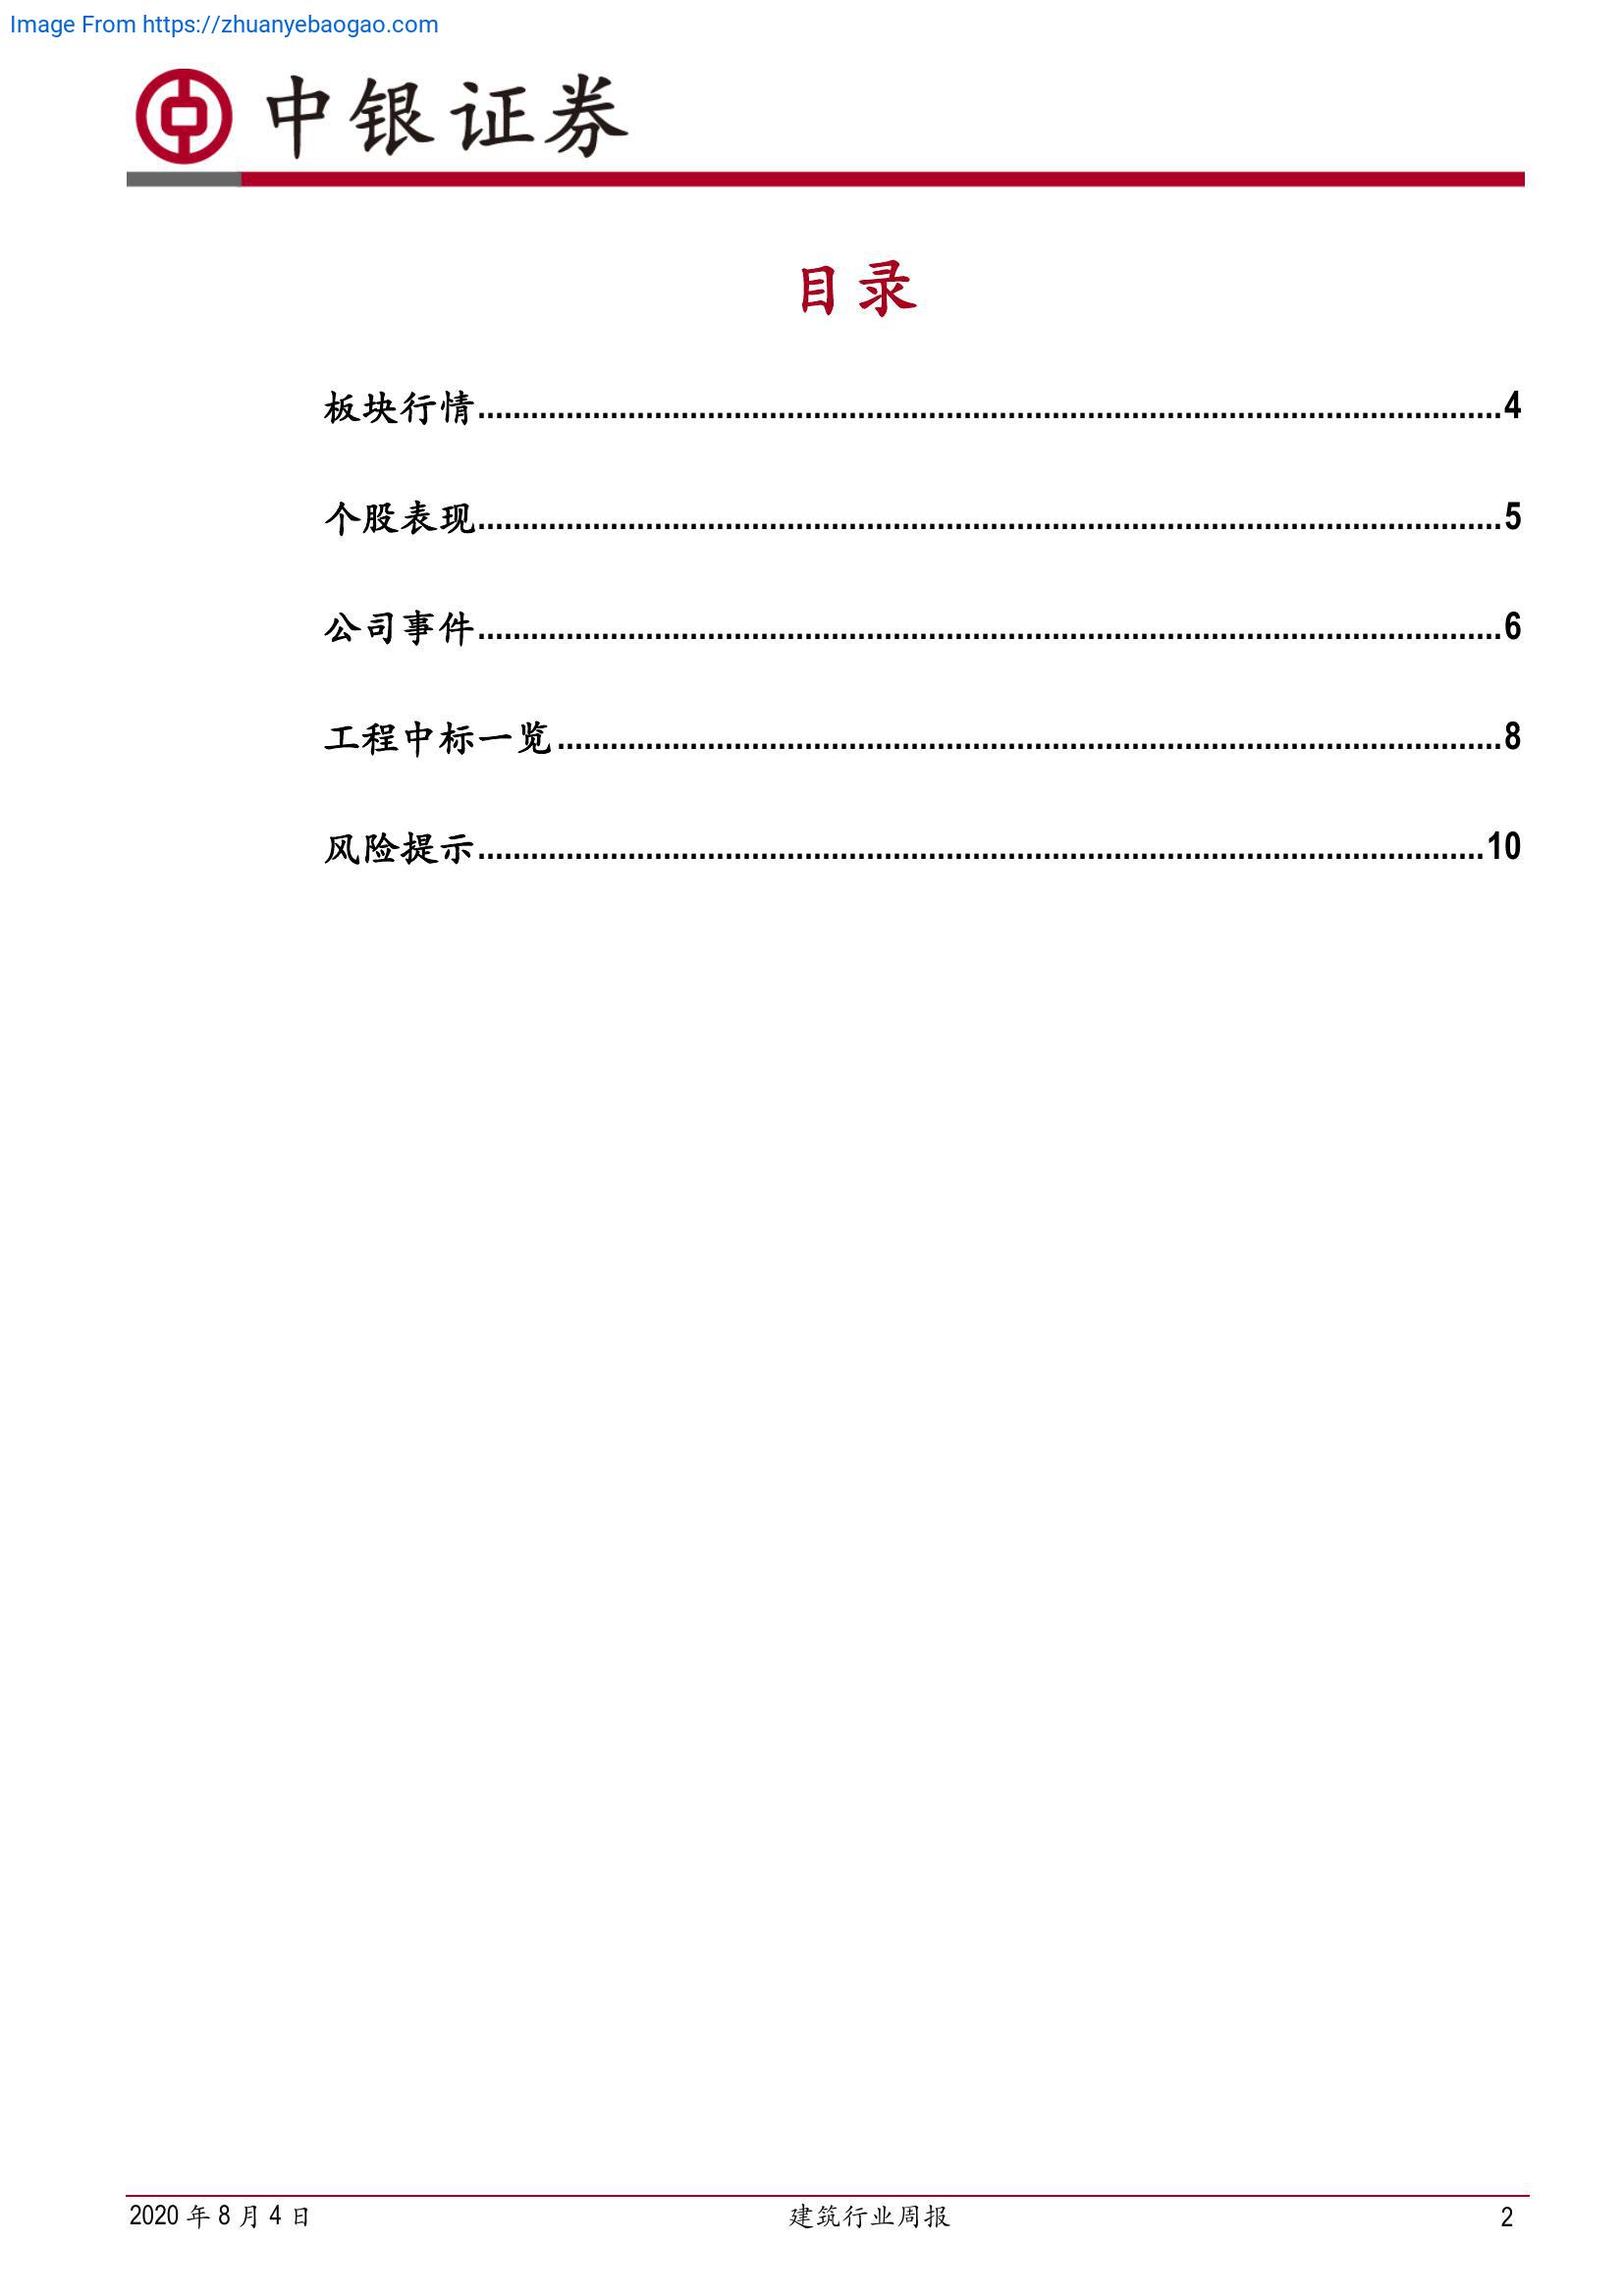 Image From https://zhuanyebaogao.com
中银证券
目录
板块行情....................4
个股表现....................5
公司事件....................6
工程中标一览....................8
风险提示....................10
2020 年 8 月 4 日 建筑行业周报 2